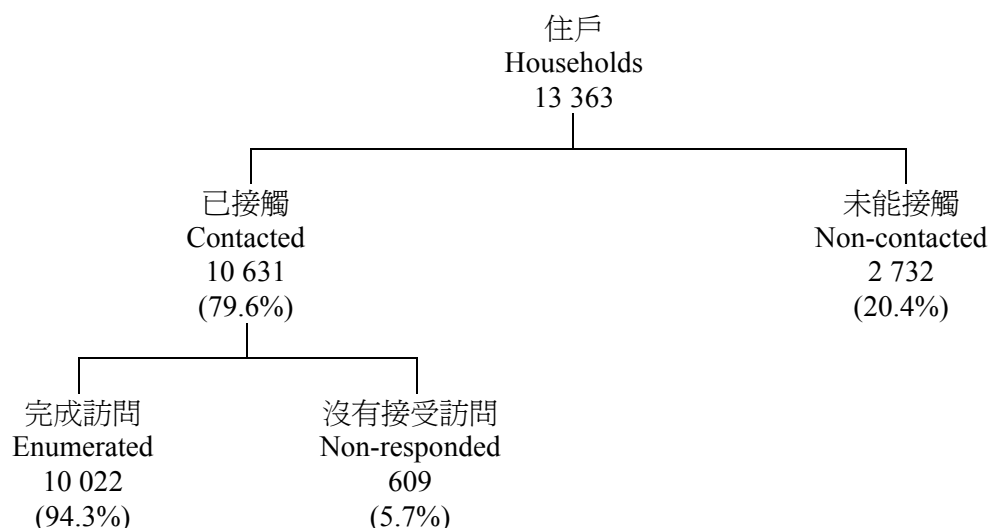 住戶
Households
13 363
已接觸
Contacted
10 631
(79.6%)
未能接觸
Non-contacted
2 732
(20.4%)
完成訪問
Enumerated
10 022
(94.3%)
沒有接受訪問
Non-responded
609
(5.7%)